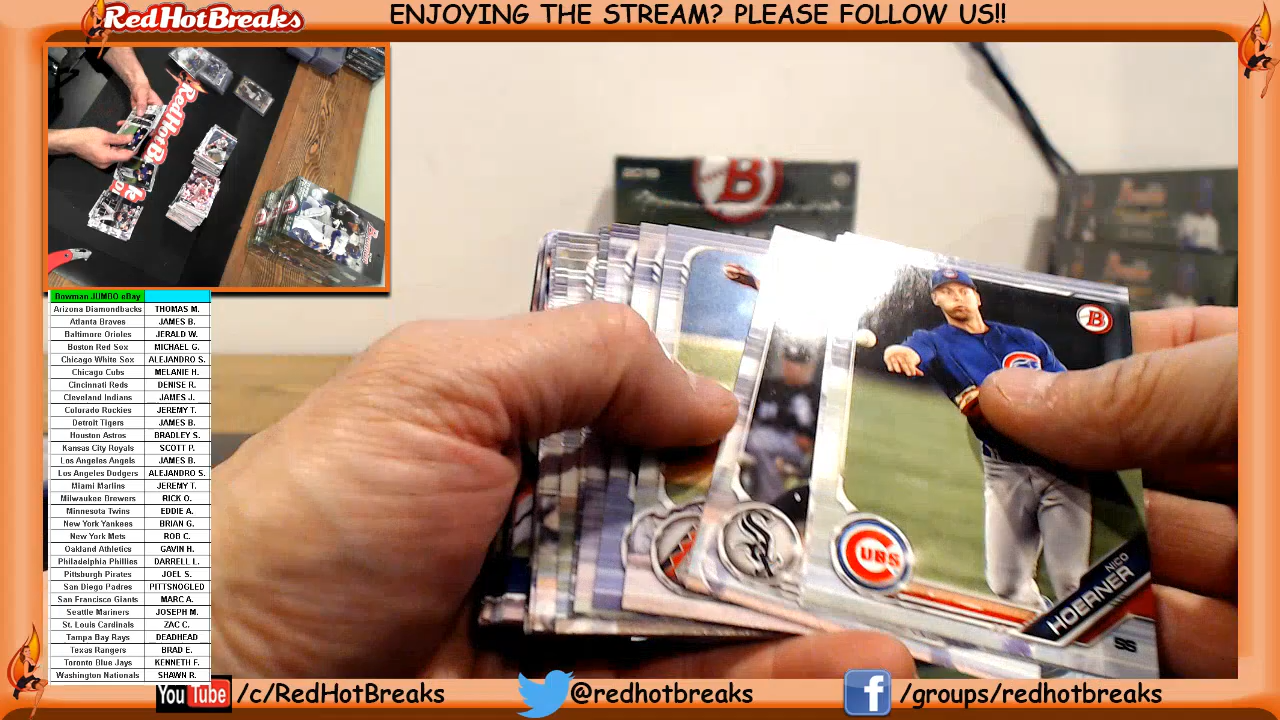 RedHotBreaks
ENJOYING THE STREAM? PLEASE FOLLOW US!!
RedHotBreaks
Bowman JUMBO eBay
Arizona Diamondbacks THOMAS M.
Atlanta Braves JAMES B.
Baltimore Orioles JERALD W.
Boston Red Sox MICHAEL G.
Chicago White Sox ALEJANDRO S.
Chicago Cubs MELANIE H.
Cincinnati Reds DENISE R.
Cleveland Indians JAMES J.
Colorado Ruckies JEREMY T.
Detroit Tigers JAMES B.
Houston Astros BRADLEY S.
Kansas City Royals SCOTT P.
Los Angeles Angels JAMES B.
Los Angeles Dodgers ALEJANDRO S.
Miami Marlins JEREMY T.
Milwaukee Brewers RICK O.
Minnesota Twins EDDIE A.
New York Yankees BRIAN G.
New York Mets ROB C.
Oakland Athletics GAVIN H.
Philadelphia Phillies DARRELL L.
Pittsburgh Pirates JOEL S.
San Diego Padres PITTSNOGLED
San Francisco Giants MARC A.
Seattle Mariners JOSEPH M.
St. Louis Cardinals ZAC C.
Tampa Bay Rays DEADHEAD
Texas Rangers BRAD E.
Toronto Blue Jays KENNETH F.
Washington Nationals SHAWN R.
B
B
CUBS
NICO
HOERNER
SS
YouTube /c/RedHotBreaks
@redhotbreaks
f /groups/redhotbreaks